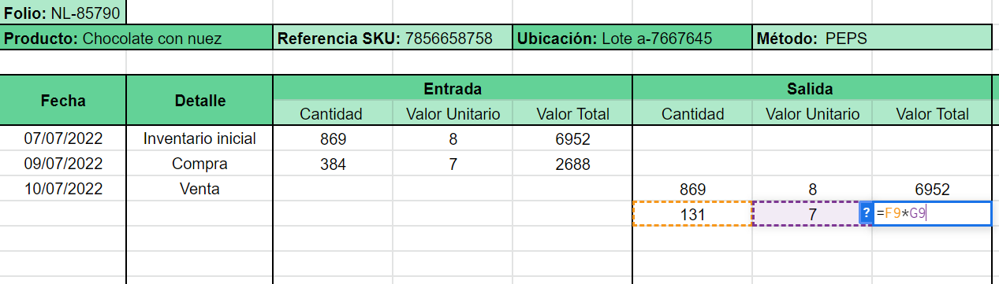 Folio: NL-85790
Producto: Chocolate con nuez Referencia SKU: 7856658758 Ubicación: Lote a-7667645 Método: PEPS
Fecha Detalle Entrada Salida
Cantidad Valor Unitario Valor Total Cantidad Valor Unitario Valor Total
07/07/2022 Inventario inicial 869 8 6952
09/07/2022 Compra 384 7 2688
10/07/2022 Venta 869 8 6952
131 7 ? =F9*G9